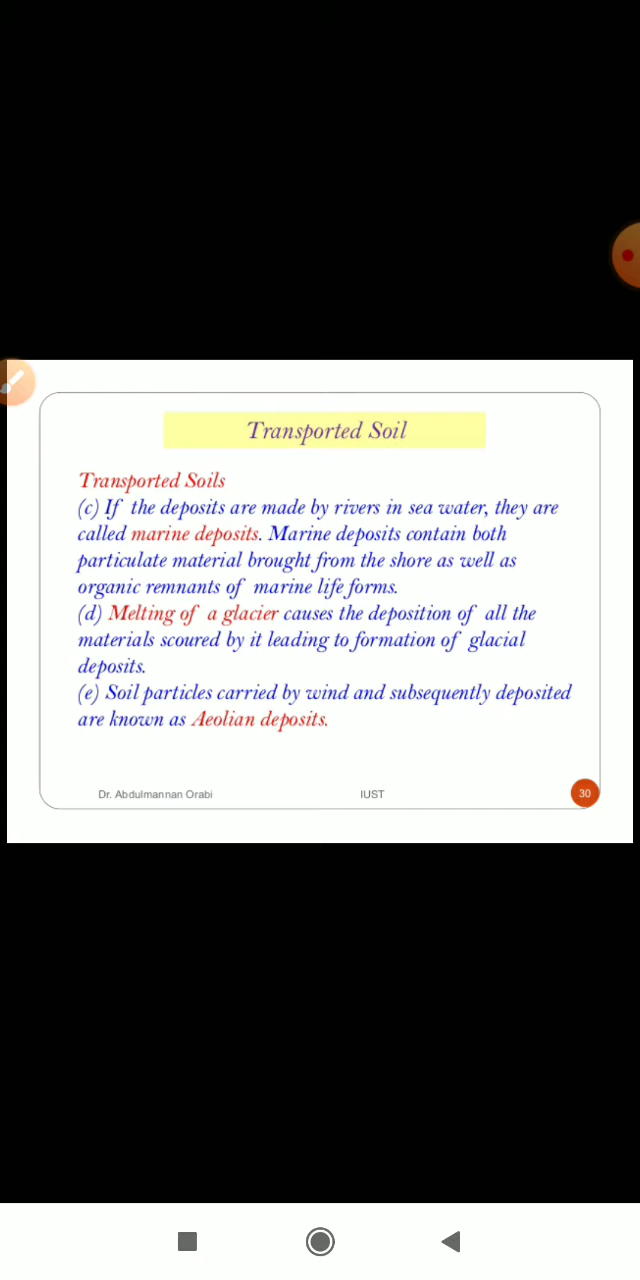 Transported Soil
Transported Soils
(c) If the deposits are made by rivers in sea water, they are
called marine deposits. Marine deposits contain both
particulate material brought from the shore as well as
organic remnants of marine life forms.
(d) Melting of a glacier causes the deposition of all the
materials scoured by it leading to formation of glacial
deposits.
(e) Soil particles carried by wind and subsequently deposited
are known as Aeolian deposits.
Dr. Abdulmannan Orabi IUST 30